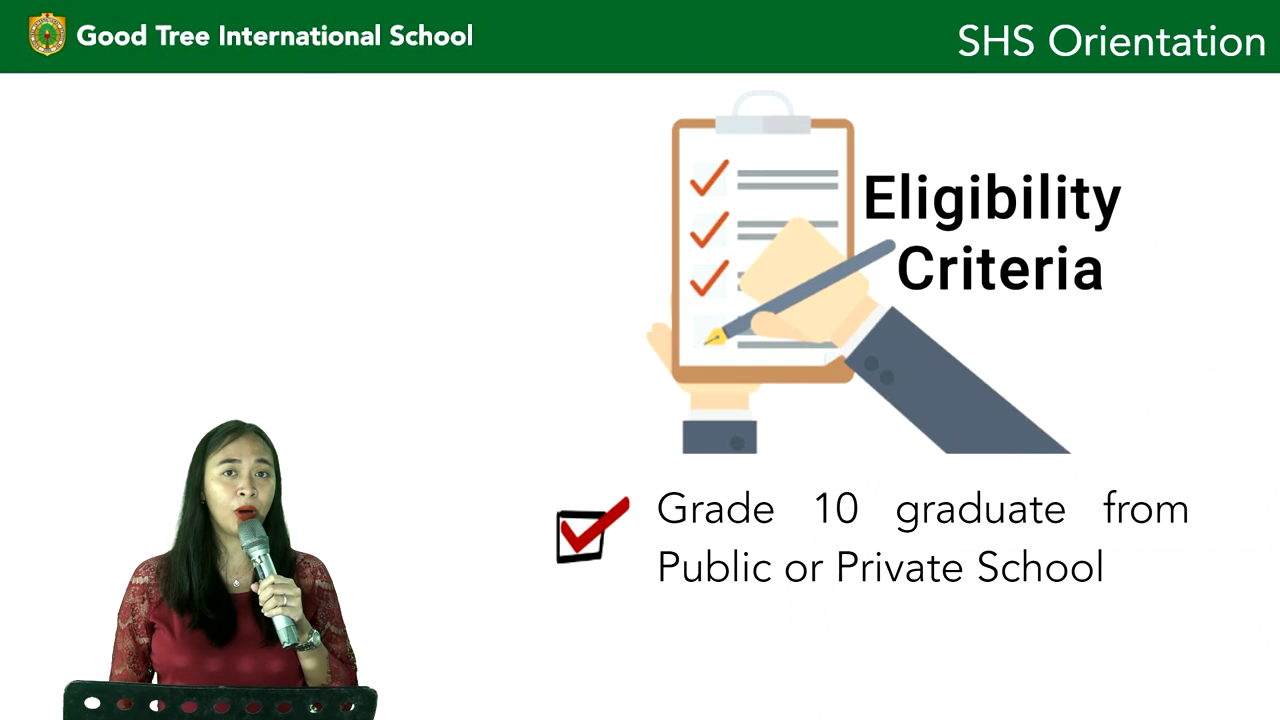 Good Tree International School
SHS Orientation
Eligibility
Criteria
Grade 10 graduate from
Public or Private School